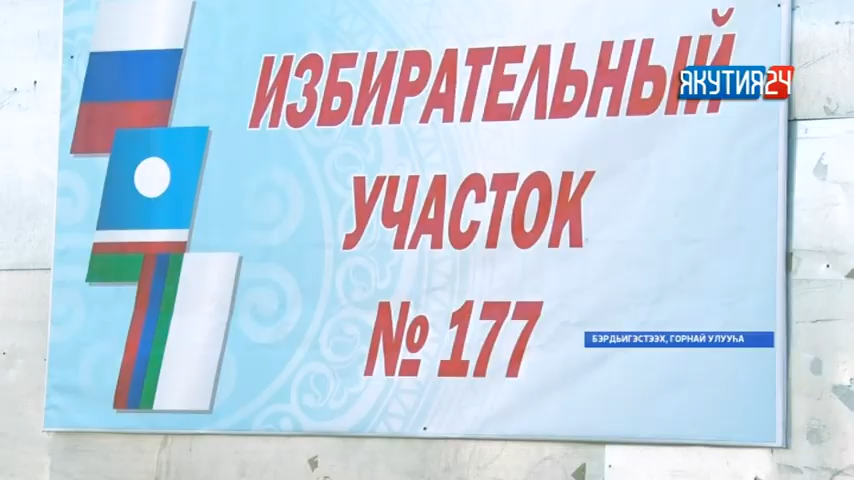 ИЗБИРАТЕЛЬНЫЙ
ЯКУТИЯ24
УЧАСТОК
№ 177
БЭРДЬИГЭСТЭЭХ, ГОРНАЙ УЛУУҺА